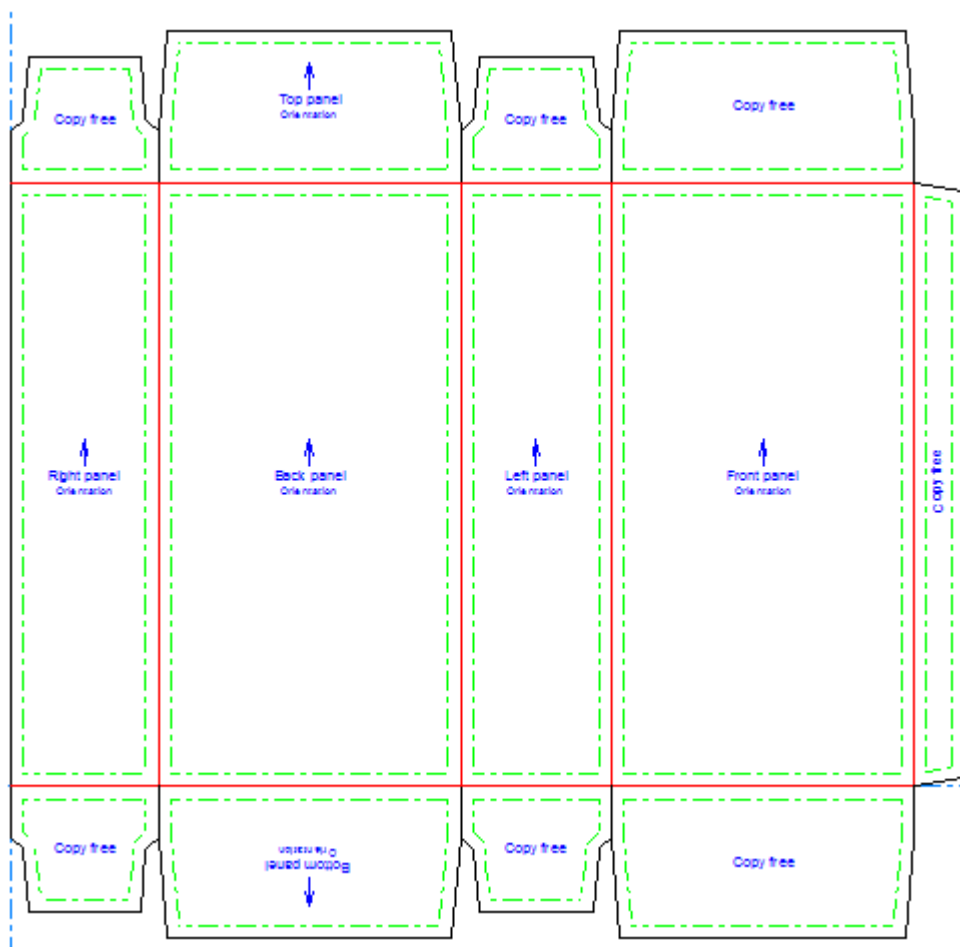 Copy free
Top panel
Orientation
Copy free
Copy free
Right panel
Orientation
Back panel
Orientation
Left panel
Orientation
Front panel
Orientation
Copy free
Copy free
Bottom panel
Orientation
Copy free
Copy free